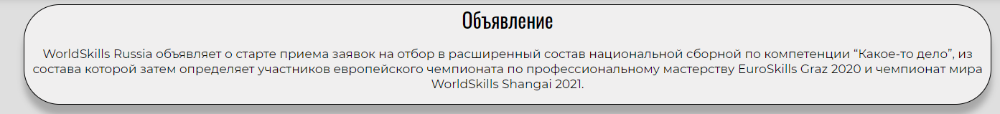 Объявление
WorldSkills Russia объявляет о старте приема заявок на отбор в расширенный состав национальной сборной по компетенции “Какое-то дело”, из
состава которой затем определяет участников европейского чемпионата по профессиональному мастерству EuroSkills Graz 2020 и чемпионат мира
WorldSkills Shangai 2021.